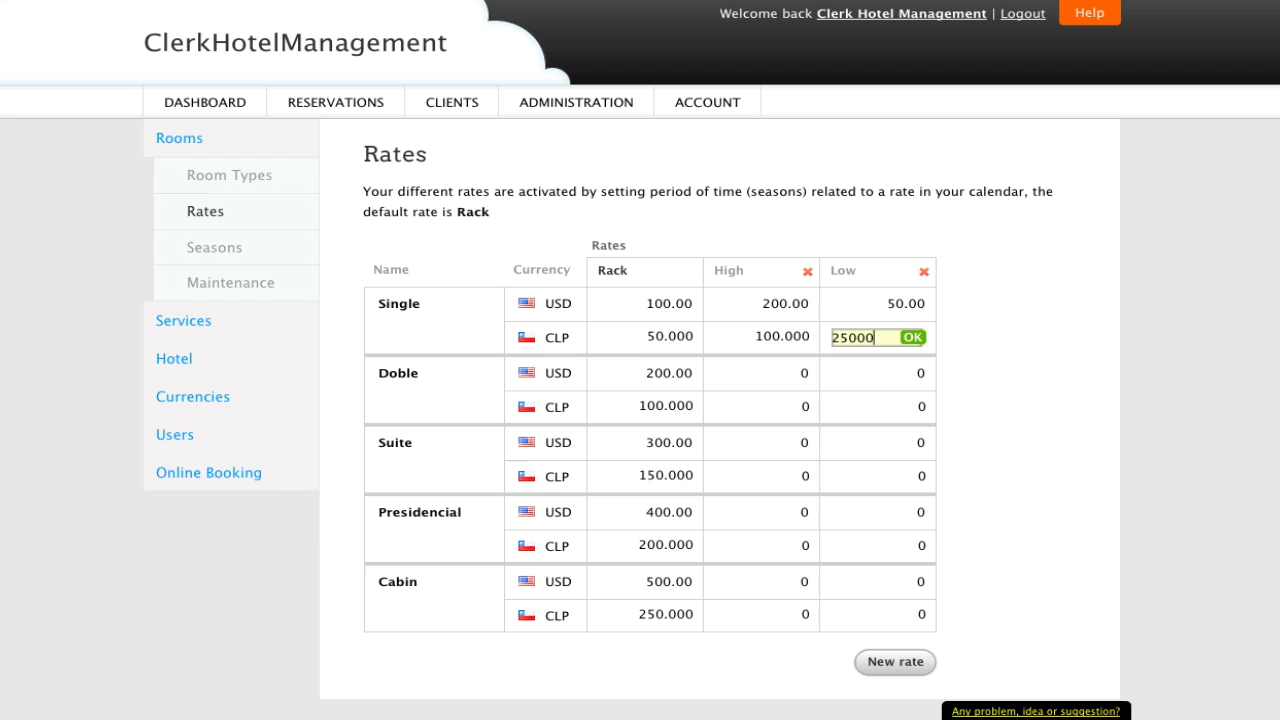 Welcome back Clerk Hotel Management | Logout
Help
ClerkHotelManagement
DASHBOARD RESERVATIONS CLIENTS ADMINISTRATION ACCOUNT
Rooms
Room Types
Rates
Seasons
Maintenance
Services
Hotel
Currencies
Users
Online Booking
Rates
Your different rates are activated by setting period of time (seasons) related to a rate in your calendar, the
default rate is Rack
Rates
Name Currency Rack High Low
Single USD 100.00 200.00 50.00
CLP 50.000 100.000 25000 OK
Doble USD 200.00 0 0
CLP 100.000 0 0
Suite USD 300.00 0 0
CLP 150.000 0 0
Presidencial USD 400.00 0 0
CLP 200.000 0 0
Cabin USD 500.00 0 0
CLP 250.000 0 0
New rate
Any problem, idea or suggestion?